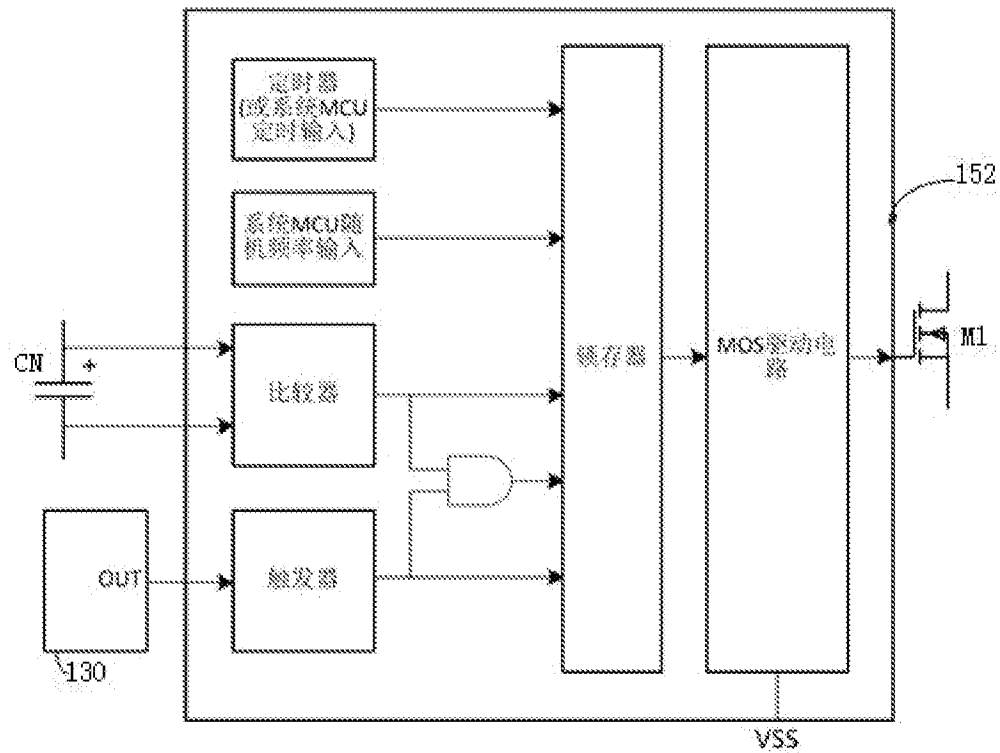 定时器
(或系统MCU
定时输入)
152
系统MCU随
机频率输入
CN
+
比较器
锁存器
MOS驱动电
路
M1
OUT
触发器
130
VSS